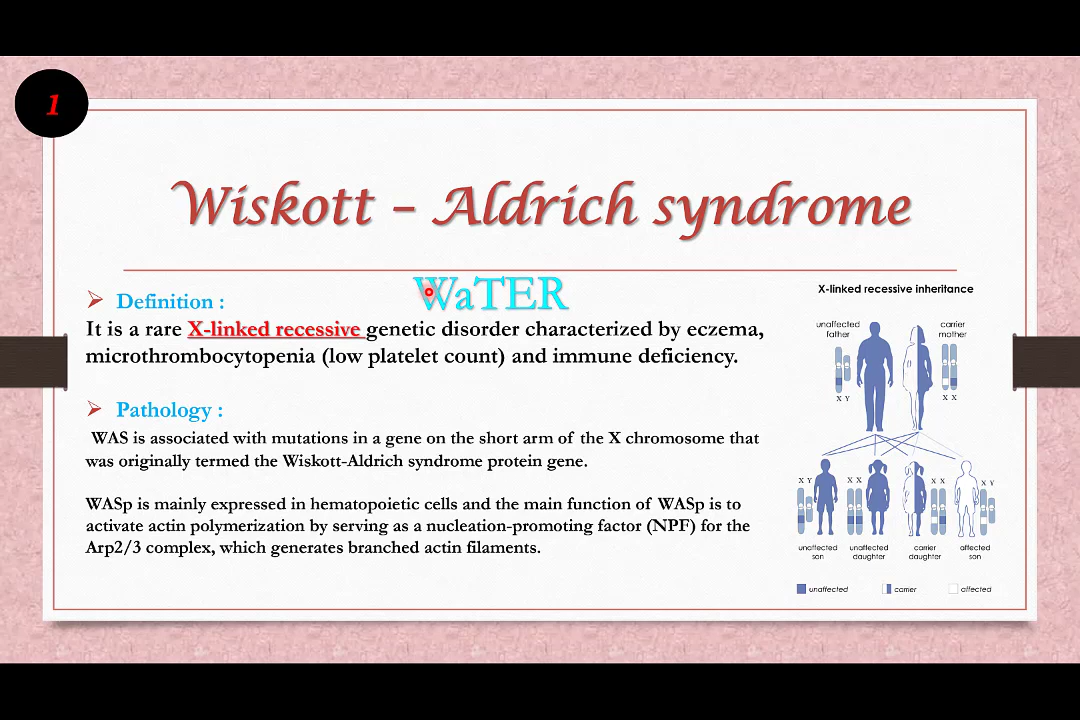 1
Wiskott – Aldrich syndrome
WaTER
Definition :
It is a rare X-linked recessive genetic disorder characterized by eczema,
microthrombocytopenia (low platelet count) and immune deficiency.
Pathology :
WAS is associated with mutations in a gene on the short arm of the X chromosome that
was originally termed the Wiskott-Aldrich syndrome protein gene.
WASp is mainly expressed in hematopoietic cells and the main function of WASp is to
activate actin polymerization by serving as a nucleation-promoting factor (NPF) for the
Arp2/3 complex, which generates branched actin filaments.
X-linked recessive inheritance
unaffected
father
carrier
mother
X Y
X X
X Y
X X
X X
X Y
unaffected
son
unaffected
daughter
carrier
daughter
affected
son
unaffected
carrier
affected